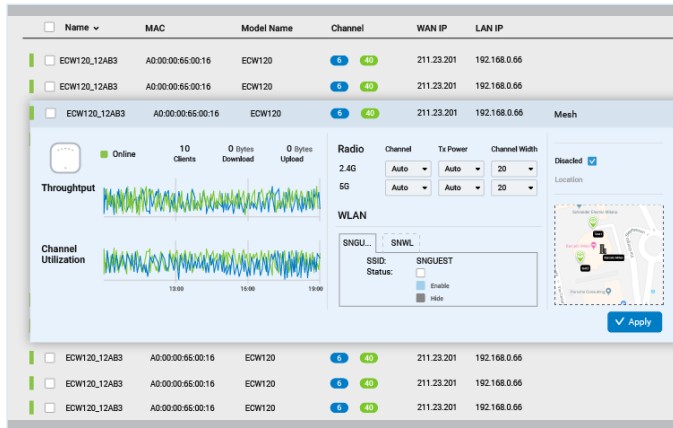 Name MAC Model Name Channel WAN IP LAN IP
ECW120_12AB3 A0:00:00:65:00:16 ECW120 6 40 211.23.201 192.168.0.66
ECW120_12AB3 A0:00:00:65:00:16 ECW120 6 40 211.23.201 192.168.0.66
ECW120_12AB3 A0:00:00:65:00:16 ECW120 6 40 211.23.201 192.168.0.66 Mesh
Online
10 Clients
0 Bytes Download
0 Bytes Upload
Throughtput
Channel Utilization
13:00 16:00 19:00
Radio Channel Tx Power Channel Width
2.4G Auto Auto 20
5G Auto Auto 20
WLAN
SNGU... SNWL
SSID: SNGUEST
Status:
Enable
Hide
Disacled
Location
Apply
ECW120_12AB3 A0:00:00:65:00:16 ECW120 6 40 211.23.201 192.168.0.66
ECW120_12AB3 A0:00:00:65:00:16 ECW120 6 40 211.23.201 192.168.0.66
ECW120_12AB3 A0:00:00:65:00:16 ECW120 6 40 211.23.201 192.168.0.66